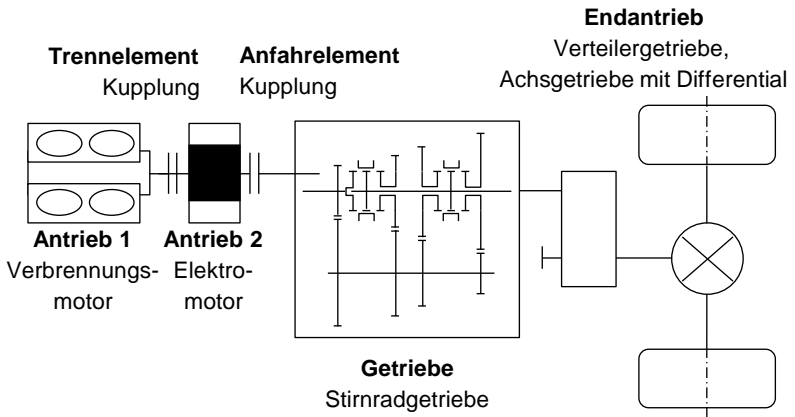 Endantrieb
Verteilergetriebe,
Achsgetriebe mit Differential
Trennelement
Kupplung
Anfahrelement
Kupplung
Antrieb 1
Verbrennungs-
motor
Antrieb 2
Elektro-
motor
Getriebe
Stirnradgetriebe